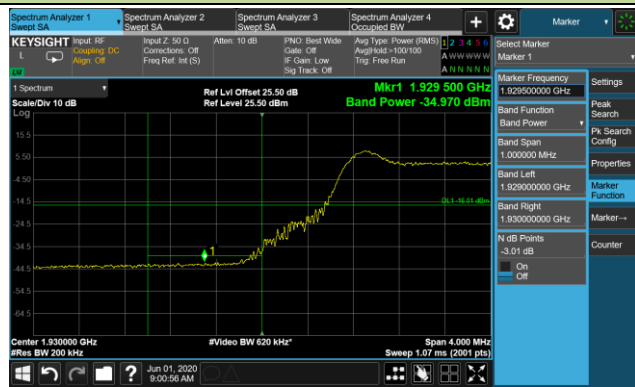 Spectrum Analyzer 1
Swept SA
Spectrum Analyzer 2
Swept SA
Spectrum Analyzer 3
Swept SA
Spectrum Analyzer 4
Occupied BW
+
Marker
KEYSIGHT
L
Input: RF
Coupling: DC
Align: Off
Input Z: 50 Ω
Corrections: Off
Freq Ref: Int (S)
Atten: 10 dB
PNO: Best Wide
Gate: Off
IF Gain: Low
Sig Track: Off
Avg Type: Power (RMS)
Avg|Hold:>100/100
Trig: Free Run
1 2 3 4 5 6
A W W W W W
A N N N N N
Select Marker
Marker 1
1 Spectrum
Scale/Div 10 dB
Log
Ref Lvl Offset 25.50 dB
Ref Level 25.50 dBm
Mkr1 1.929 500 GHz
Band Power -34.970 dBm
15.5
5.50
-4.50
-14.5
-24.5
-34.5
-44.5
-54.5
-64.5
DL1 -16.01 dBm
1
Center 1.930000 GHz
#Res BW 200 kHz
#Video BW 620 kHz*
Span 4.000 MHz
Sweep 1.07 ms (2001 pts)
Marker Frequency
1.929500000 GHz
Band Function
Band Power
Band Span
1.000000 MHz
Band Left
1.929000000 GHz
Band Right
1.930000000 GHz
N dB Points
-3.01 dB
On
Off
Settings
Peak
Search
Pk Search
Config
Properties
Marker
Function
Marker→
Counter
?
Jun 01, 2020
9:00:56 AM